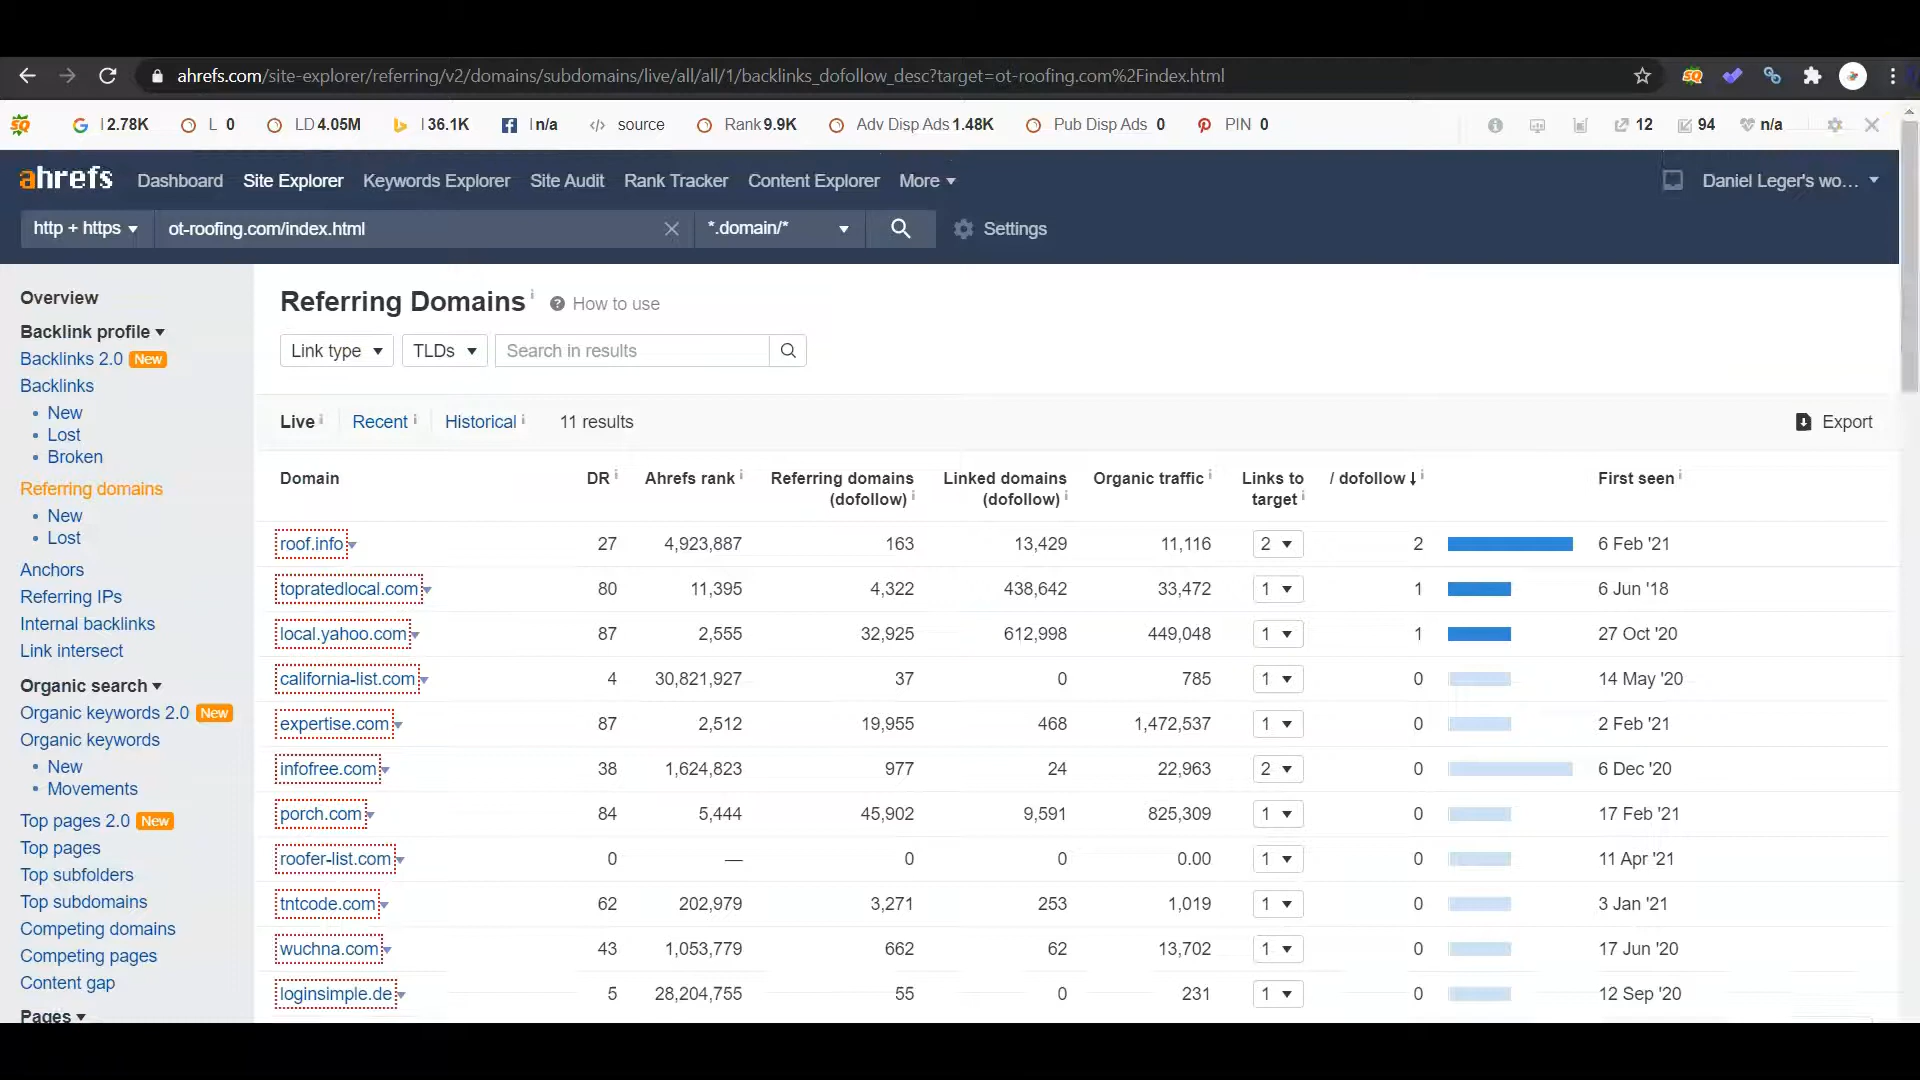 ahrefs.com/site-explorer/referring/v2/domains/subdomains/live/all/all/1/backlinks_dofollow_desc?target=ot-roofing.com%2Findex.html
SQ
SQ G I 2.78K L 0 LD 4.05M I 36.1K I n/a source Rank 9.9K Adv Disp Ads 1.48K Pub Disp Ads 0 PIN 0 12 94 n/a
ahrefs Dashboard Site Explorer Keywords Explorer Site Audit Rank Tracker Content Explorer More Daniel Leger's wo...
http + https ot-roofing.com/index.html *.domain/* Settings
Overview
Backlink profile
Backlinks 2.0 New
Backlinks
New
Lost
Broken
Referring domains
New
Lost
Anchors
Referring IPs
Internal backlinks
Link intersect
Organic search
Organic keywords 2.0 New
Organic keywords
New
Movements
Top pages 2.0 New
Top pages
Top subfolders
Top subdomains
Competing domains
Competing pages
Content gap
Pages
Referring Domains i ? How to use
Link type TLDs Search in results
Live i Recent i Historical i 11 results Export
Domain DR i Ahrefs rank i Referring domains (dofollow) i Linked domains (dofollow) i Organic traffic i Links to target i / dofollow ↓ i First seen i
roof.info 27 4,923,887 163 13,429 11,116 2 2 6 Feb '21
topratedlocal.com 80 11,395 4,322 438,642 33,472 1 1 6 Jun '18
local.yahoo.com 87 2,555 32,925 612,998 449,048 1 1 27 Oct '20
california-list.com 4 30,821,927 37 0 785 1 0 14 May '20
expertise.com 87 2,512 19,955 468 1,472,537 1 0 2 Feb '21
infofree.com 38 1,624,823 977 24 22,963 2 0 6 Dec '20
porch.com 84 5,444 45,902 9,591 825,309 1 0 17 Feb '21
roofer-list.com 0 — 0 0 0.00 1 0 11 Apr '21
tntcode.com 62 202,979 3,271 253 1,019 1 0 3 Jan '21
wuchna.com 43 1,053,779 662 62 13,702 1 0 17 Jun '20
loginsimple.de 5 28,204,755 55 0 231 1 0 12 Sep '20